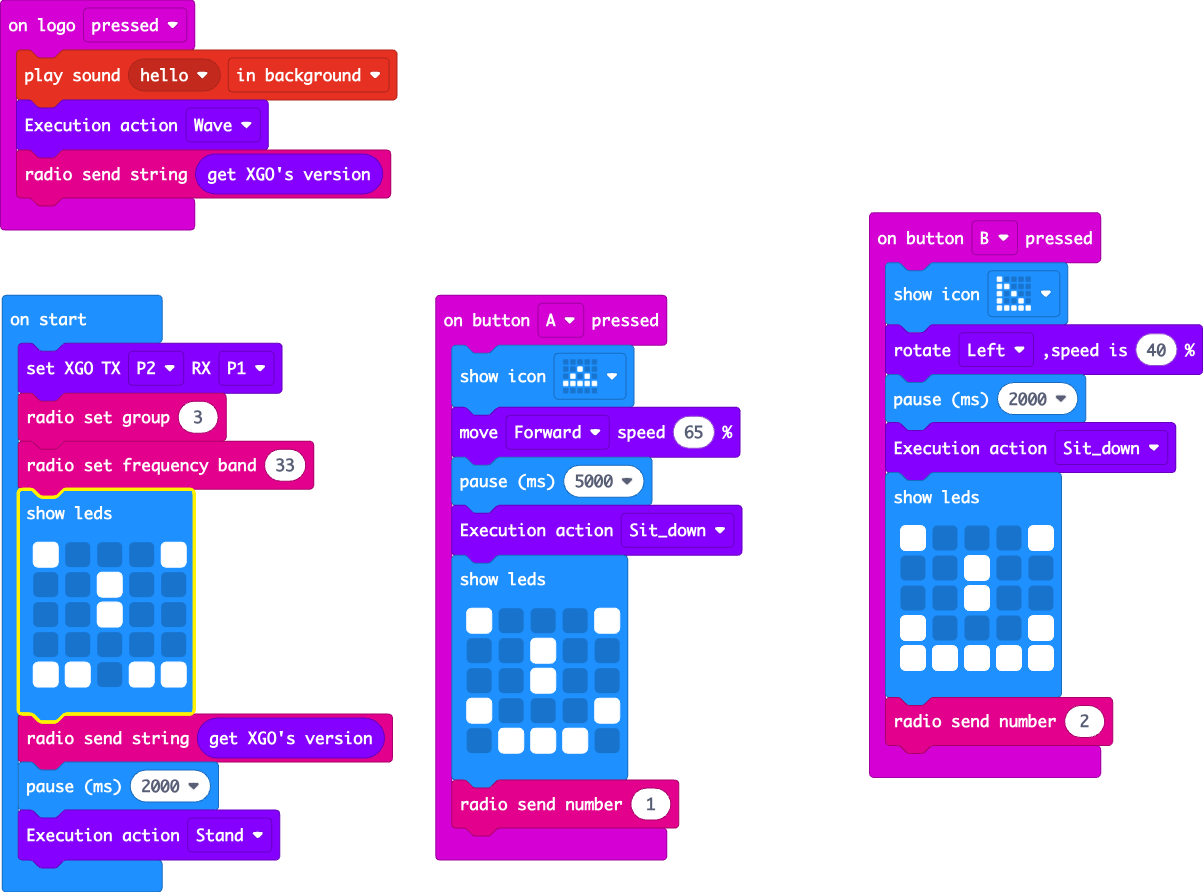 on logo pressed
play sound hello in background
Execution action Wave
radio send string get XGO's version
on start
set XGO TX P2 RX P1
radio set group 3
radio set frequency band 33
show leds
radio send string get XGO's version
pause (ms) 2000
Execution action Stand
on button A pressed
show icon
move Forward speed 65 %
pause (ms) 5000
Execution action Sit_down
show leds
radio send number 1
on button B pressed
show icon
rotate Left ,speed is 40 %
pause (ms) 2000
Execution action Sit_down
show leds
radio send number 2